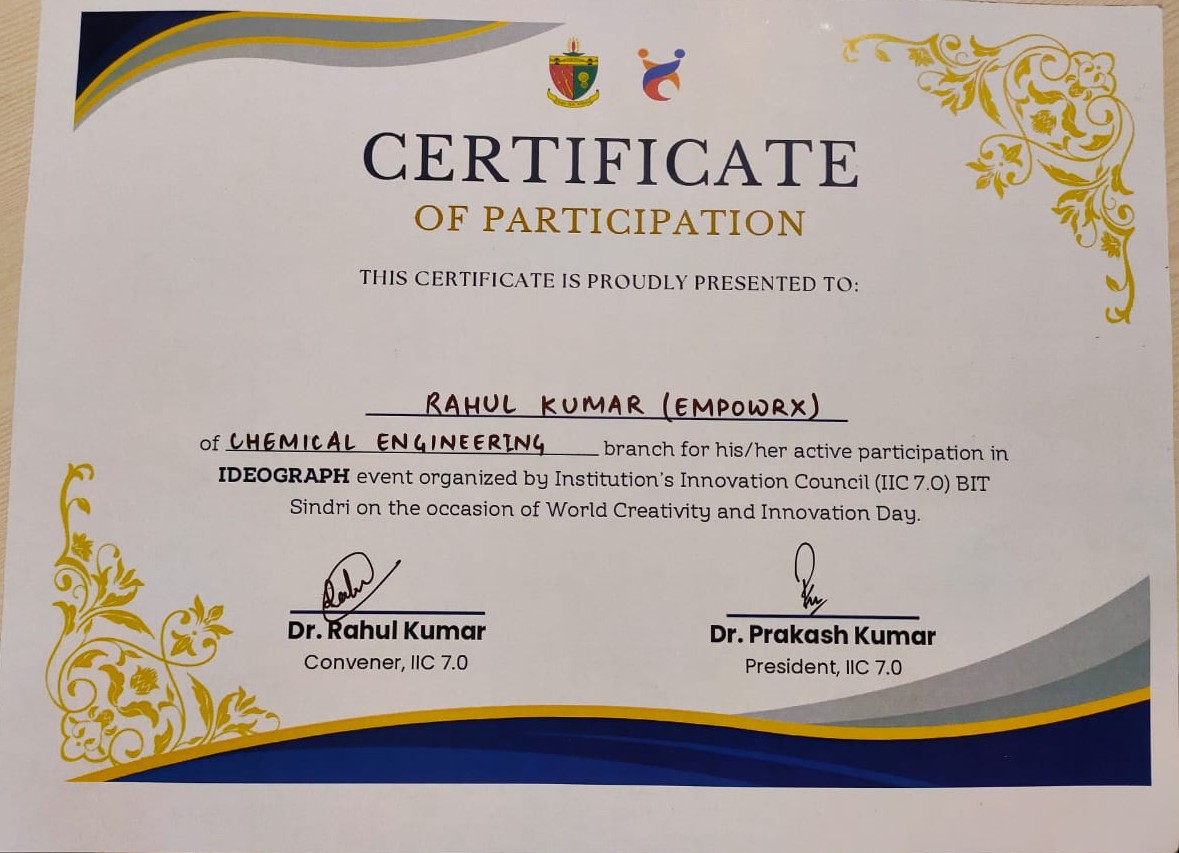 CERTIFICATE
OF PARTICIPATION
THIS CERTIFICATE IS PROUDLY PRESENTED TO:
RAHUL KUMAR (EMPOWRX)
of CHEMICAL ENGINEERING branch for his/her active participation in
IDEOGRAPH event organized by Institution's Innovation Council (IIC 7.0) BIT
Sindri on the occasion of World Creativity and Innovation Day.
Dr. Rahul Kumar
Convener, IIC 7.0
Dr. Prakash Kumar
President, IIC 7.0